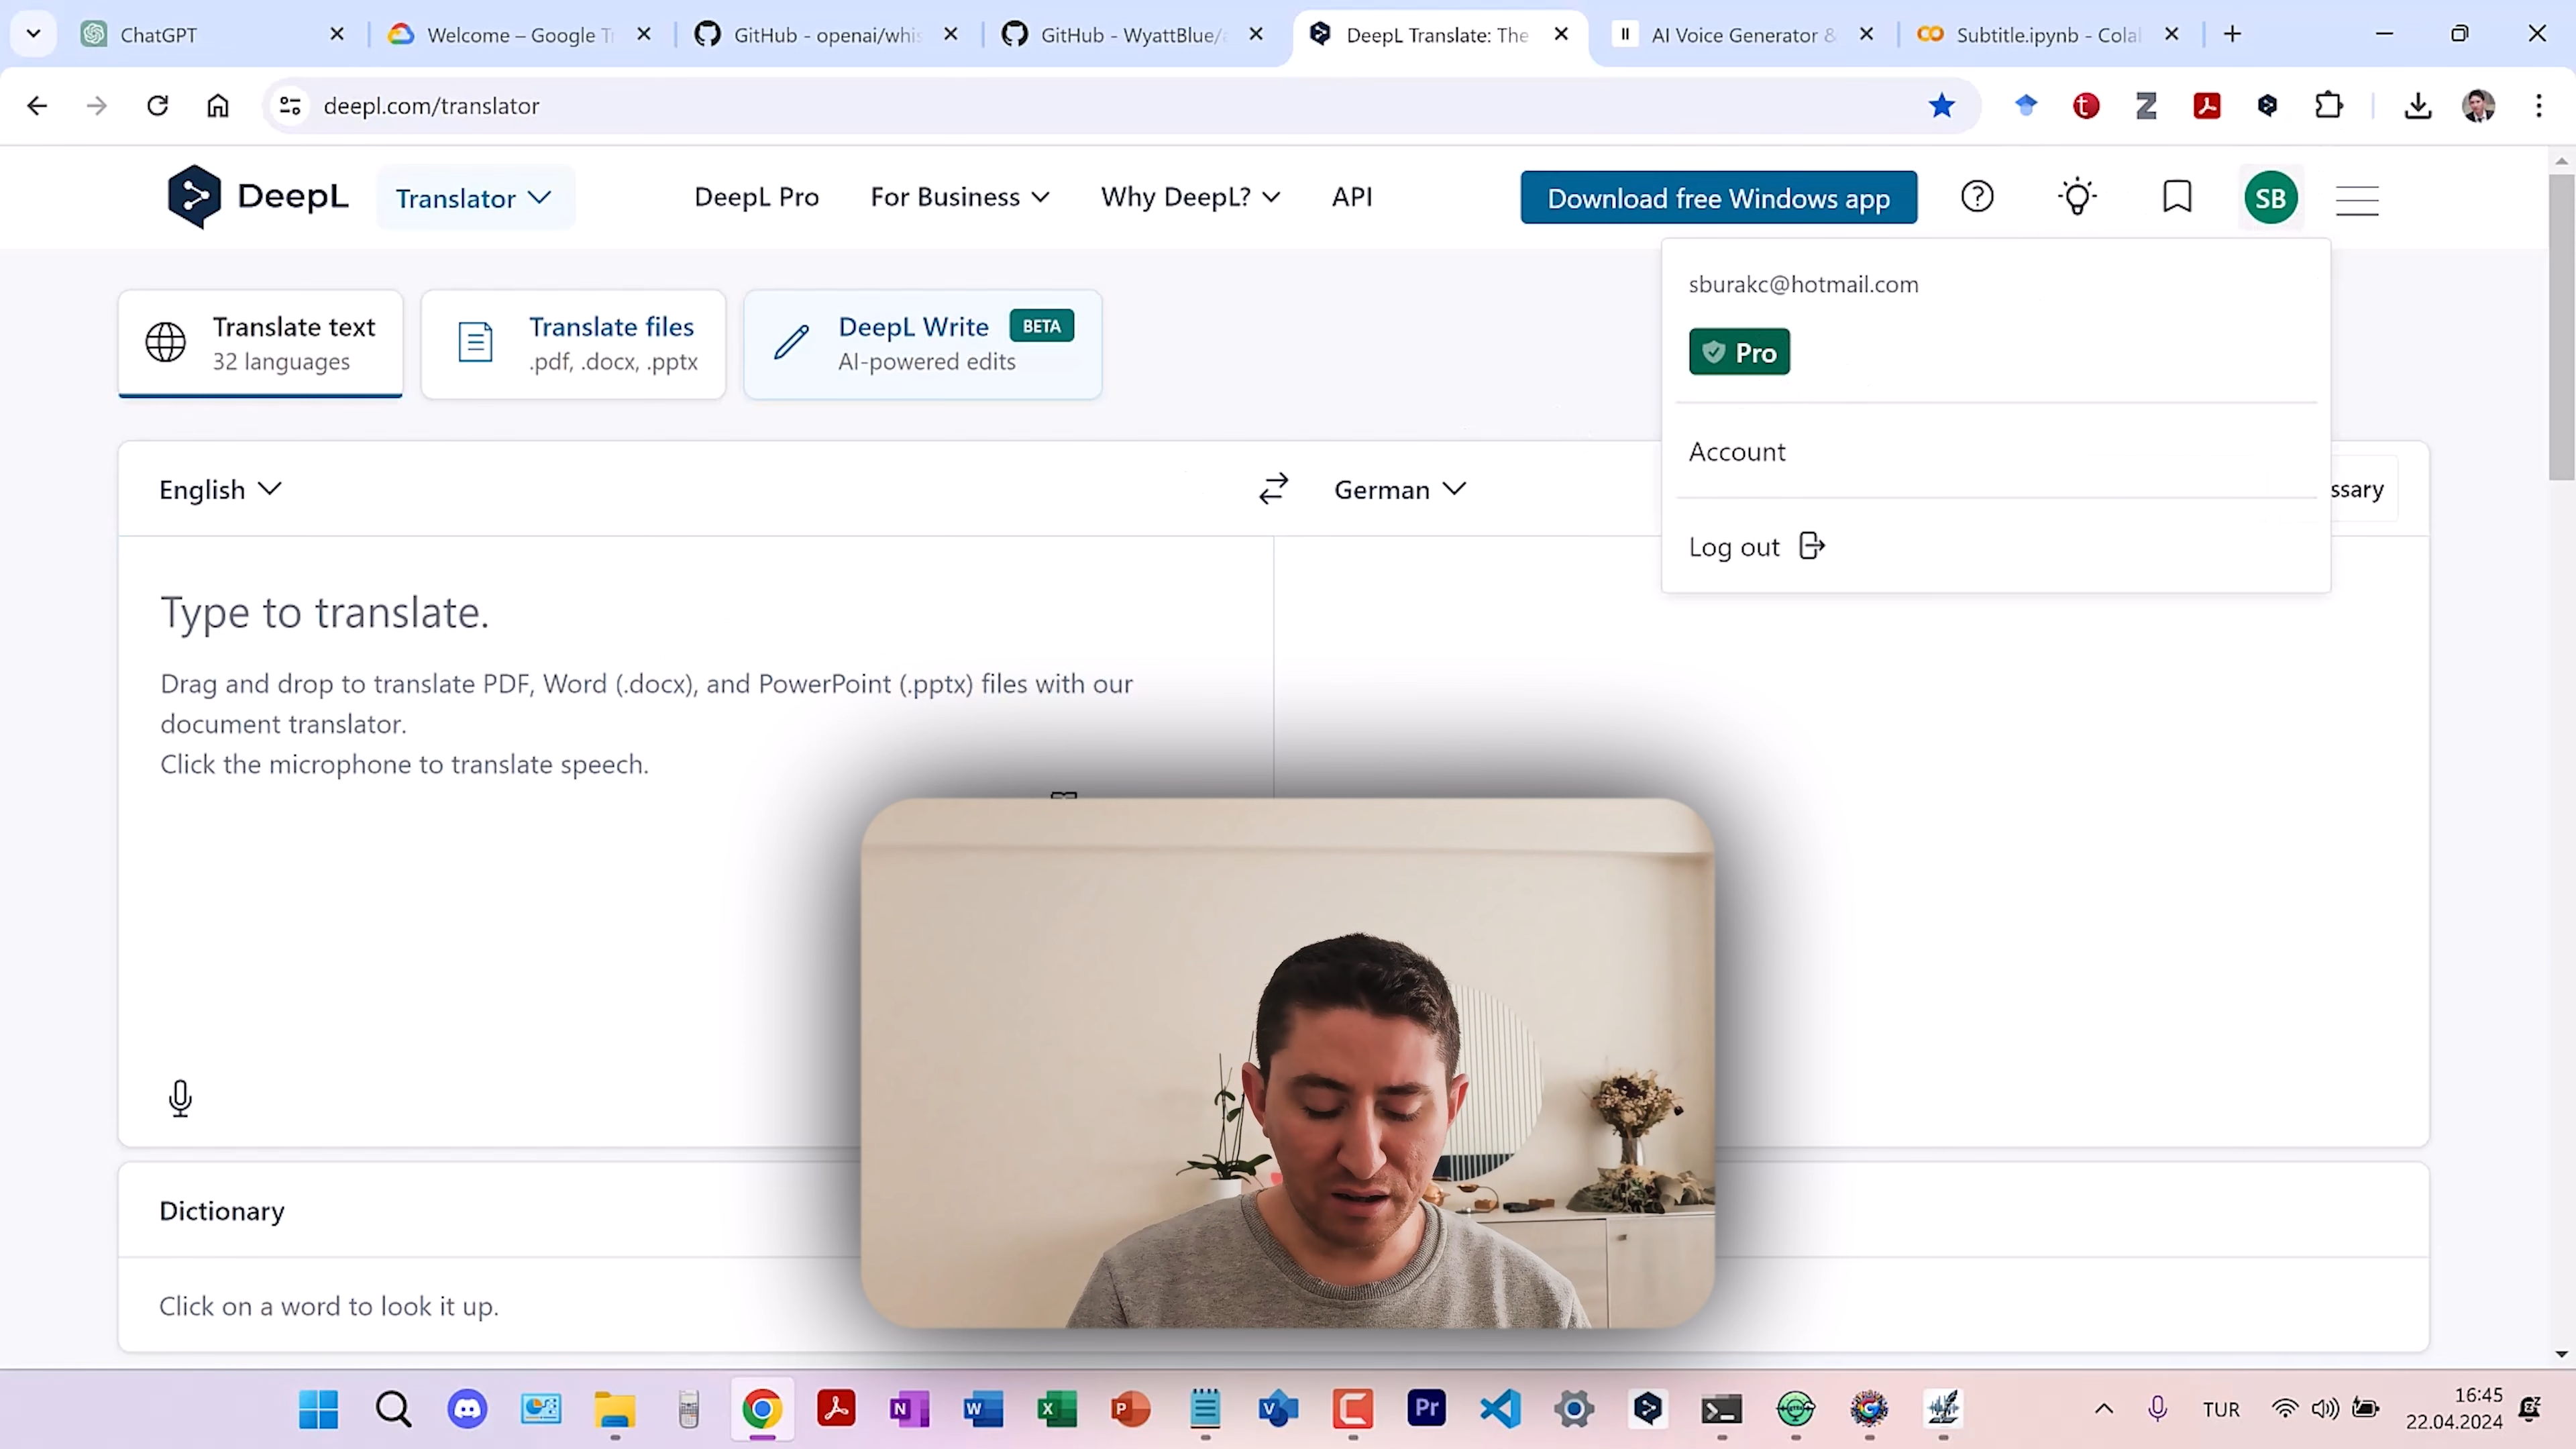 ChatGPT
Welcome – Google T
GitHub - openai/whis
GitHub - WyattBlue/a
DeepL Translate: The
AI Voice Generator &
Subtitle.ipynb - Colal
deepl.com/translator
DeepL
Translator
DeepL Pro
For Business
Why DeepL?
API
Download free Windows app
SB
sburakc@hotmail.com
Pro
Account
Log out
Translate text
32 languages
Translate files
.pdf, .docx, .pptx
DeepL Write BETA
AI-powered edits
English
German
ssary
Type to translate.
Drag and drop to translate PDF, Word (.docx), and PowerPoint (.pptx) files with our
document translator.
Click the microphone to translate speech.
Dictionary
Click on a word to look it up.
TUR
16:45
22.04.2024